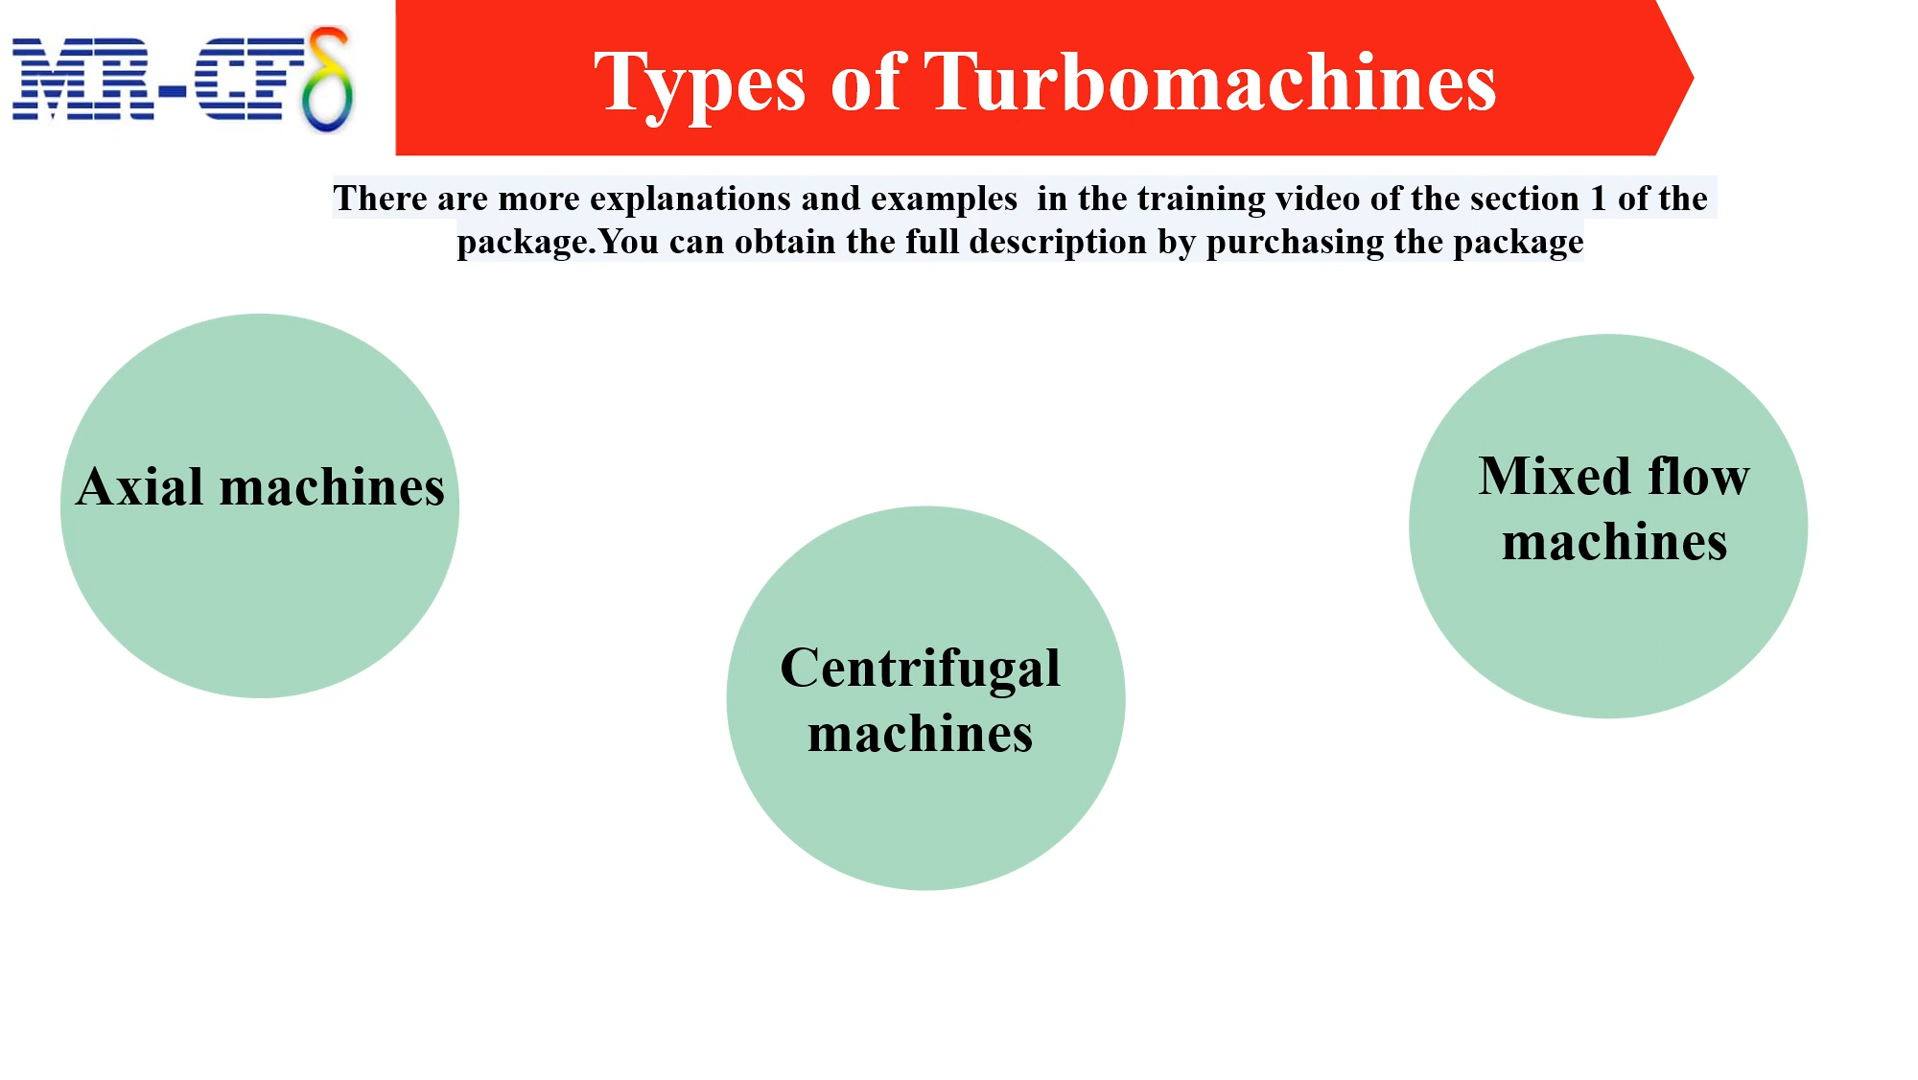 MR-CFδ
Types of Turbomachines
There are more explanations and examples  in the training video of the section 1 of the
package.You can obtain the full description by purchasing the package
Axial machines
Mixed flow
machines
Centrifugal
machines